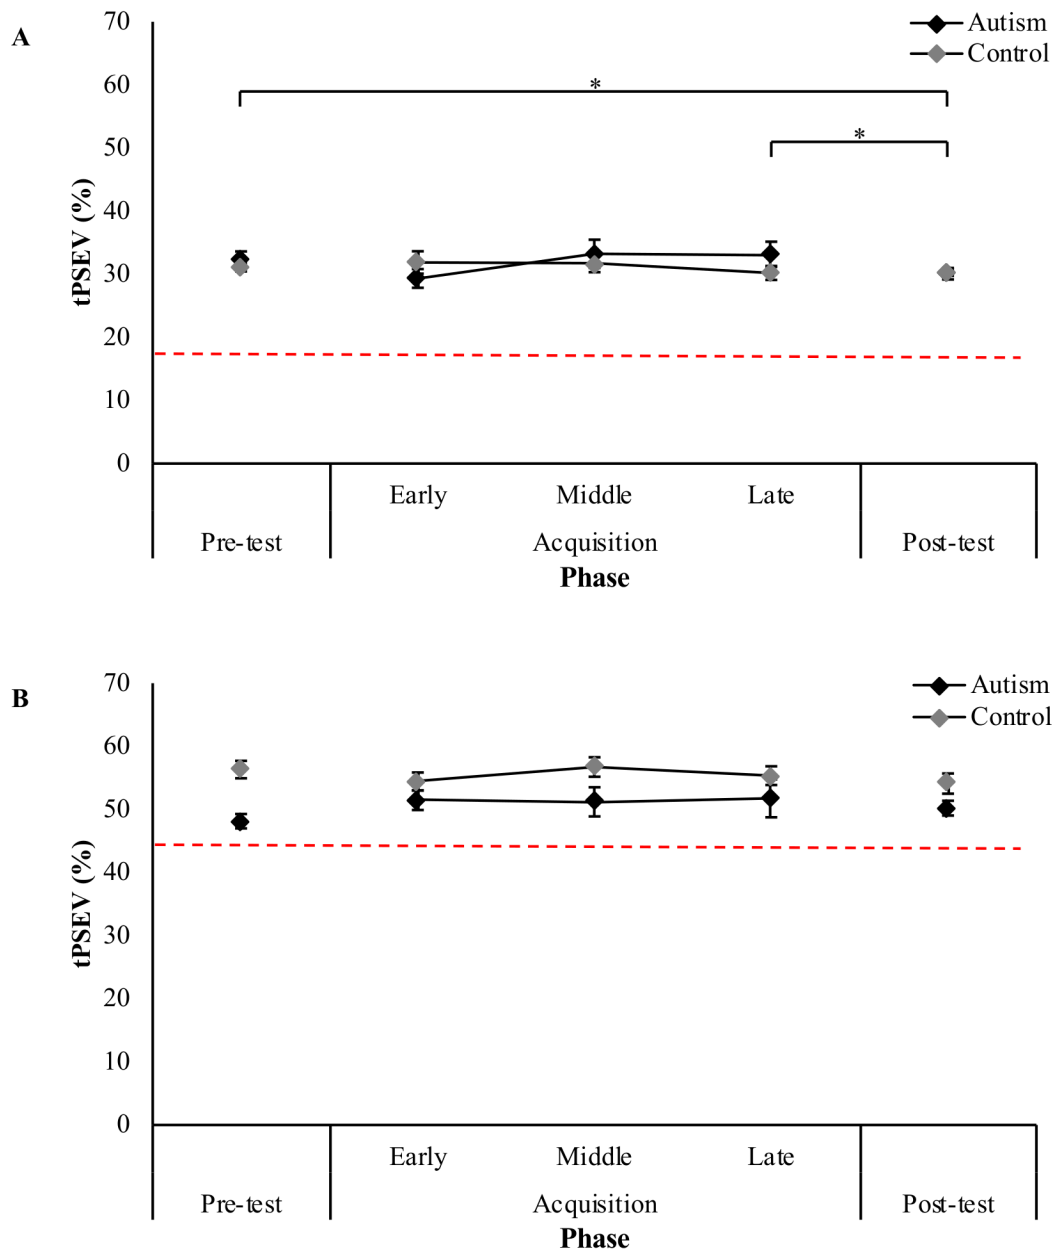 A
70
Autism
Control
60
*
50
*
40
tPSEV (%)
30
20
10
0
Early Middle Late
Pre-test Acquisition Post-test
Phase
B
70
Autism
Control
60
50
40
tPSEV (%)
30
20
10
0
Early Middle Late
Pre-test Acquisition Post-test
Phase